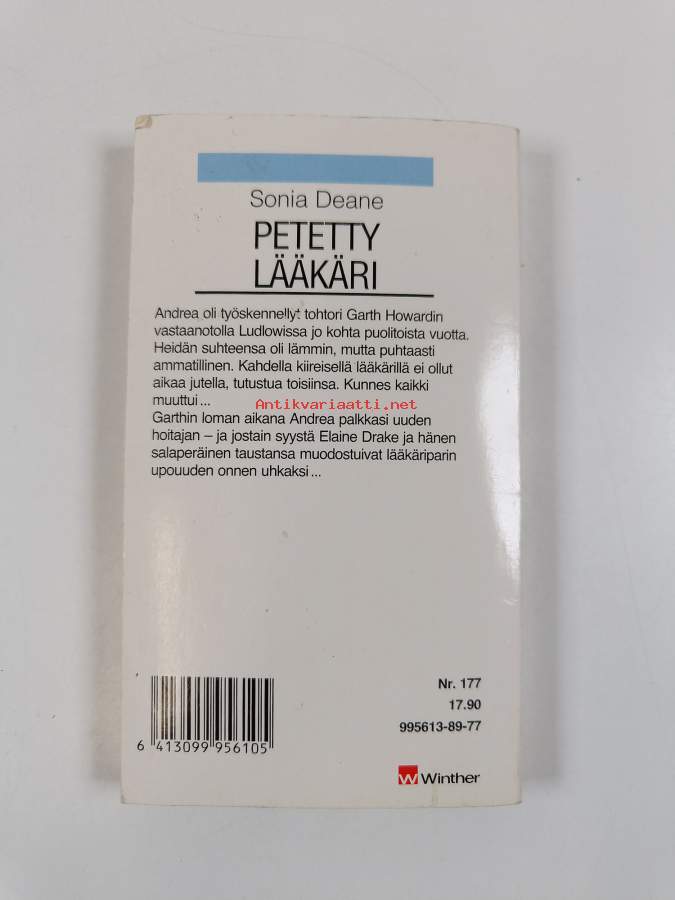 Sonia Deane
PETETTY
LÄÄKÄRI
Andrea oli työskennellyt tohtori Garth Howardin
vastaanotolla Ludlowissa jo kohta puolitoista vuotta.
Heidän suhteensa oli lämmin, mutta puhtaasti
ammatillinen. Kahdella kiireisellä lääkärillä ei ollut
aikaa jutella, tutustua toisiinsa. Kunnes kaikki
muuttui...
Antikvariaatti.net
Garthin loman aikana Andrea palkkasi uuden
hoitajan – ja jostain syystä Elaine Drake ja hänen
salaperäinen taustansa muodostuivat lääkäriparin
upouuden onnen uhkaksi...
Nr. 177
17.90
995613-89-77
6 413099 956105
W Winther